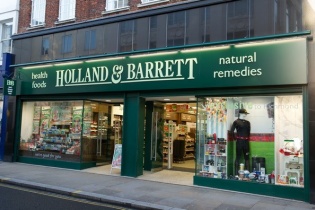 health
foods
HOLLAND & BARRETT
natural
remedies